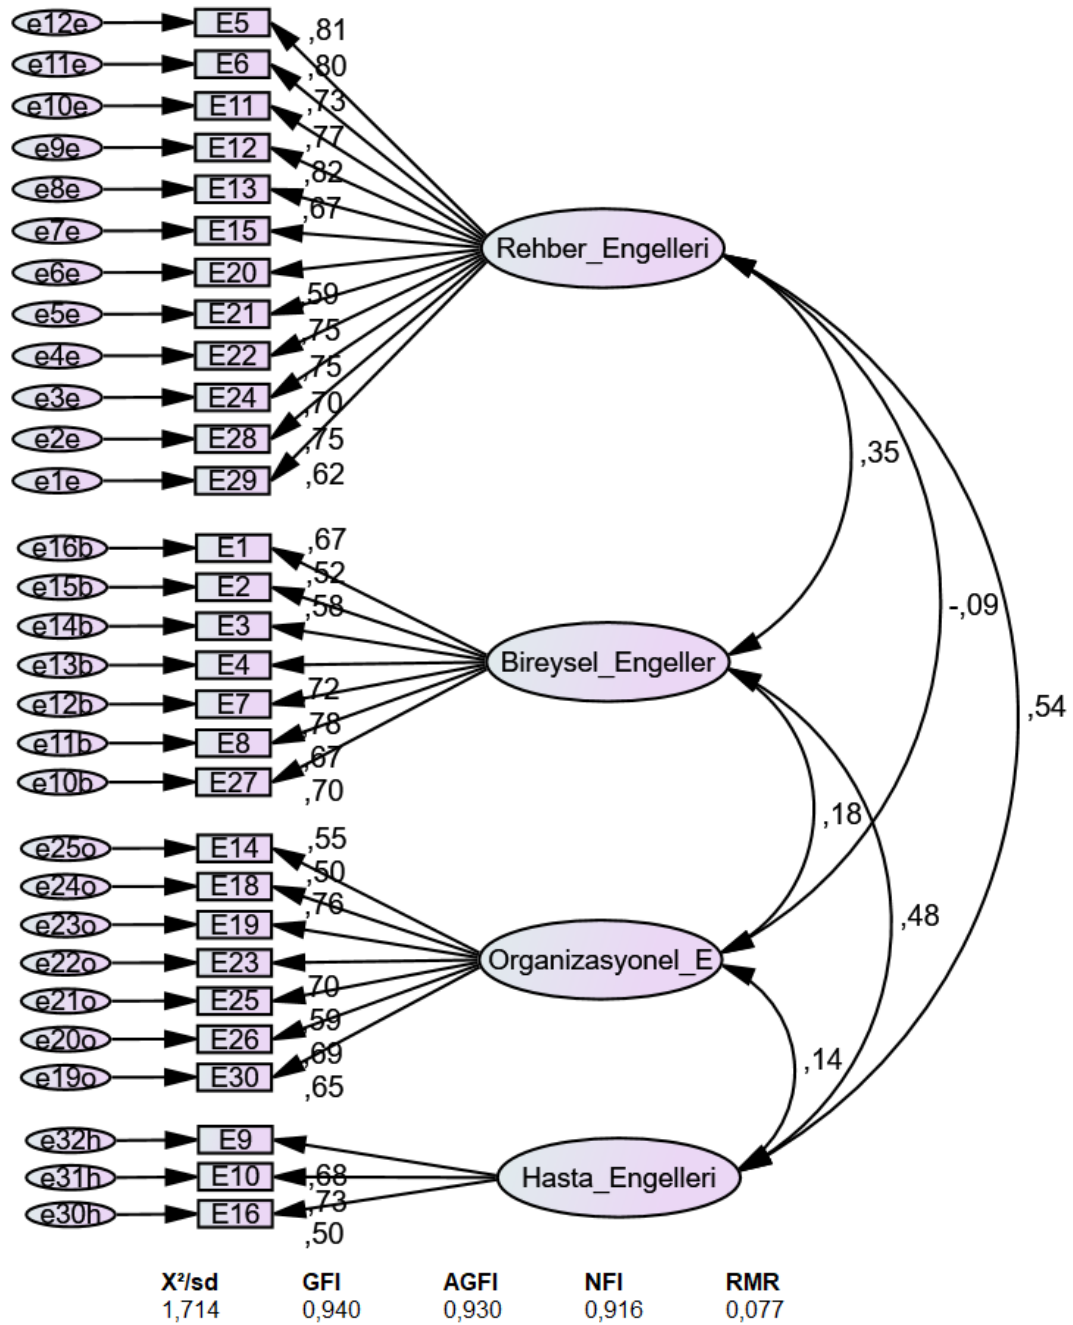 e12e E5 ,81
e11e E6 ,80
e10e E11 ,73
e9e E12 ,77
e8e E13 ,82
e7e E15 ,67
Rehber_Engelleri
e6e E20
e5e E21 ,59
e4e E22 ,75
e3e E24 ,75
e2e E28 ,70
,75
e1e E29 ,62
,35
e16b E1 ,67
e15b E2 ,52
e14b E3 ,58
-,09
e13b E4
Bireysel_Engeller
e12b E7 ,72
,54
e11b E8 ,78
e10b E27 ,67
,70
,18
e25o E14 ,55
e24o E18 ,50
e23o E19 ,76
,48
e22o E23
Organizasyonel_E
e21o E25 ,70
e20o E26 ,59
e19o E30 ,69
,65
,14
e32h E9
e31h E10 ,68
Hasta_Engelleri
e30h E16 ,73
,50
X²/sd GFI AGFI NFI RMR
1,714 0,940 0,930 0,916 0,077